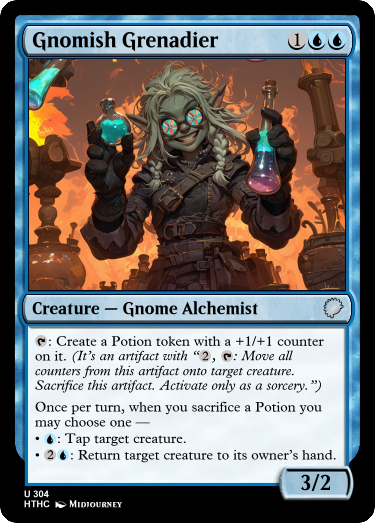 Gnomish Grenadier 1
Creature — Gnome Alchemist
: Create a Potion token with a +1/+1 counter
on it. (It's an artifact with “2, : Move all
counters from this artifact onto target creature.
Sacrifice this artifact. Activate only as a sorcery.”)
Once per turn, when you sacrifice a Potion you
may choose one —
• : Tap target creature.
• 2: Return target creature to its owner's hand.
3/2
U 304
HTHC Midjourney